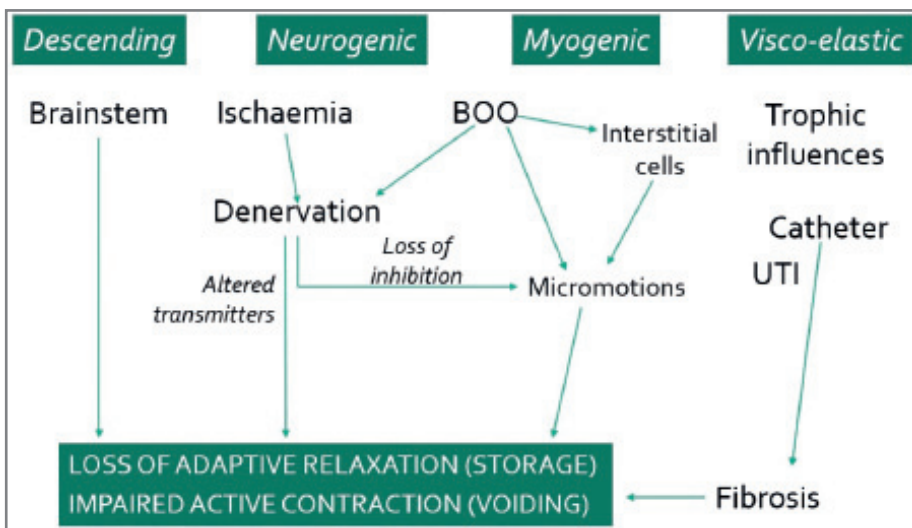 Descending
Neurogenic
Myogenic
Visco-elastic
Brainstem
Ischaemia
BOO
Interstitial
cells
Trophic
influences
Denervation
Loss of
inhibition
Altered
transmitters
Micromotions
Catheter
UTI
LOSS OF ADAPTIVE RELAXATION (STORAGE)
IMPAIRED ACTIVE CONTRACTION (VOIDING)
Fibrosis